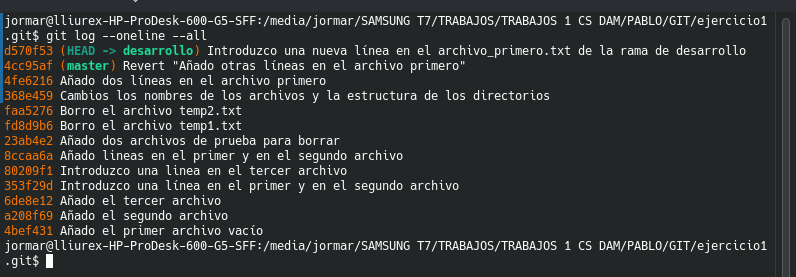 jormar@lliurex-HP-ProDesk-600-G5-SFF:/media/jormar/SAMSUNG T7/TRABAJOS/TRABAJOS 1 CS DAM/PABLO/GIT/ejercicio1
.git$ git log --oneline --all
d570f53 (HEAD -> desarrollo) Introduzco una nueva línea en el archivo_primero.txt de la rama de desarrollo
4cc95af (master) Revert "Añado otras líneas en el archivo primero"
4fe6216 Añado dos líneas en el archivo primero
368e459 Cambios los nombres de los archivos y la estructura de los directorios
faa5276 Borro el archivo temp2.txt
fd8d9b6 Borro el archivo temp1.txt
23ab4e2 Añado dos archivos de prueba para borrar
8ccaa6a Añado lineas en el primer y en el segundo archivo
80209f1 Introduzco una linea en el tercer archivo
353f29d Introduzco una línea en el primer y en el segundo archivo
6de8e12 Añado el tercer archivo
a208f69 Añado el segundo archivo
4bef431 Añado el primer archivo vacío
jormar@lliurex-HP-ProDesk-600-G5-SFF:/media/jormar/SAMSUNG T7/TRABAJOS/TRABAJOS 1 CS DAM/PABLO/GIT/ejercicio1
.git$